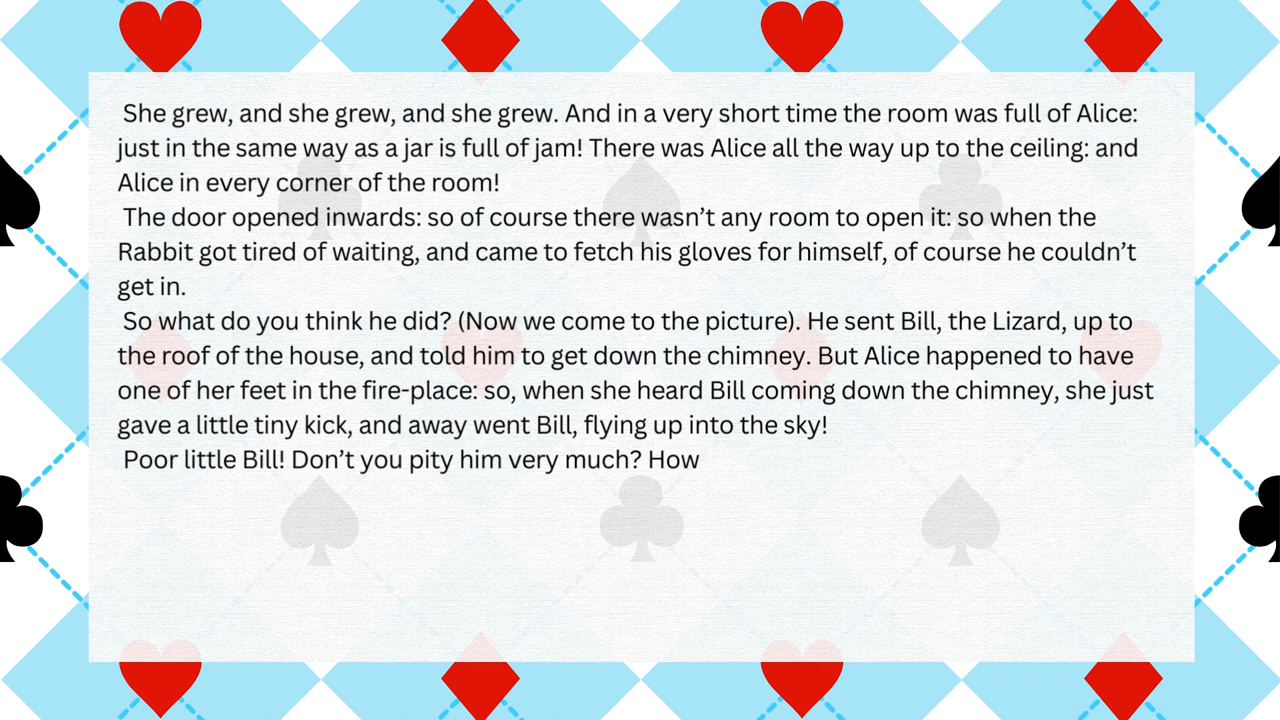 She grew, and she grew, and she grew. And in a very short time the room was full of Alice:
just in the same way as a jar is full of jam! There was Alice all the way up to the ceiling: and
Alice in every corner of the room!
The door opened inwards: so of course there wasn’t any room to open it: so when the
Rabbit got tired of waiting, and came to fetch his gloves for himself, of course he couldn’t
get in.
So what do you think he did? (Now we come to the picture). He sent Bill, the Lizard, up to
the roof of the house, and told him to get down the chimney. But Alice happened to have
one of her feet in the fire-place: so, when she heard Bill coming down the chimney, she just
gave a little tiny kick, and away went Bill, flying up into the sky!
Poor little Bill! Don’t you pity him very much? How